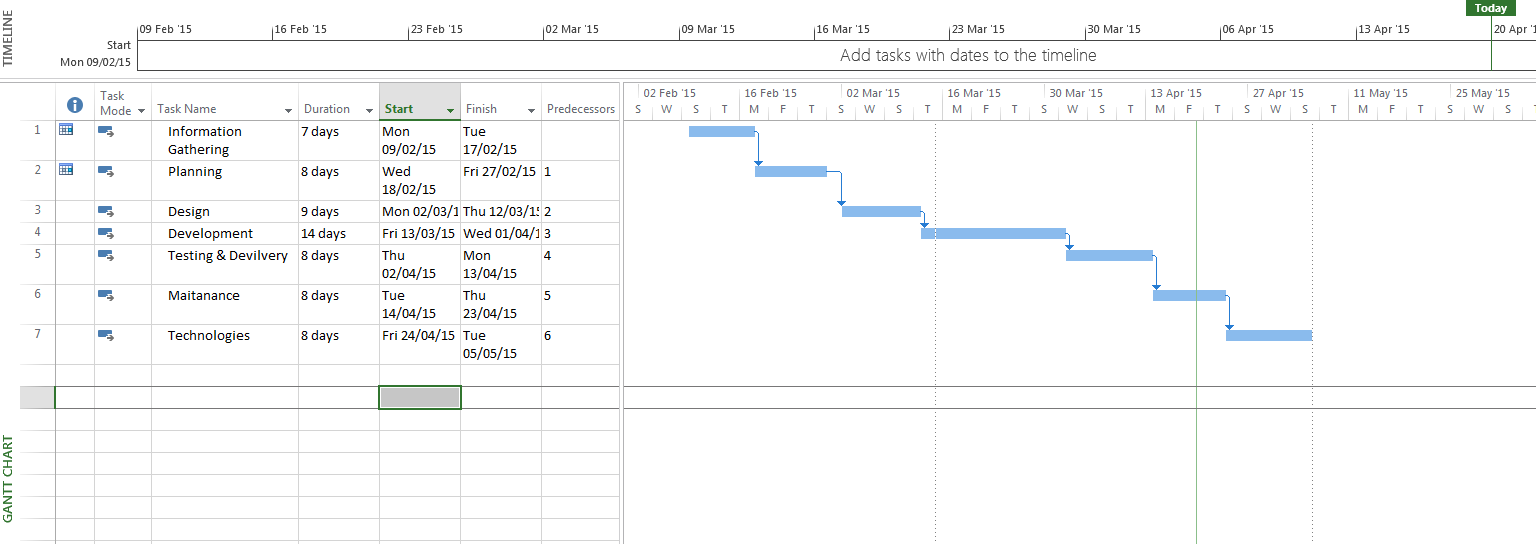 Today
TIMELINE
09 Feb '15 16 Feb '15 23 Feb '15 02 Mar '15 09 Mar '15 16 Mar '15 23 Mar '15 30 Mar '15 06 Apr '15 13 Apr '15 20 Apr '1
Start
Mon 09/02/15
Add tasks with dates to the timeline
Task Mode Task Name Duration Start Finish Predecessors
02 Feb '15 16 Feb '15 02 Mar '15 16 Mar '15 30 Mar '15 13 Apr '15 27 Apr '15 11 May '15 25 May '15
S W S T M F T S W S T M F T S W S T M F T S W S T M F T S W S
1 Information Gathering 7 days Mon 09/02/15 Tue 17/02/15
2 Planning 8 days Wed 18/02/15 Fri 27/02/15 1
3 Design 9 days Mon 02/03/1 Thu 12/03/1 2
4 Development 14 days Fri 13/03/15 Wed 01/04/1 3
5 Testing & Devilvery 8 days Thu 02/04/15 Mon 13/04/15 4
6 Maitanance 8 days Tue 14/04/15 Thu 23/04/15 5
7 Technologies 8 days Fri 24/04/15 Tue 05/05/15 6
GANTT CHART